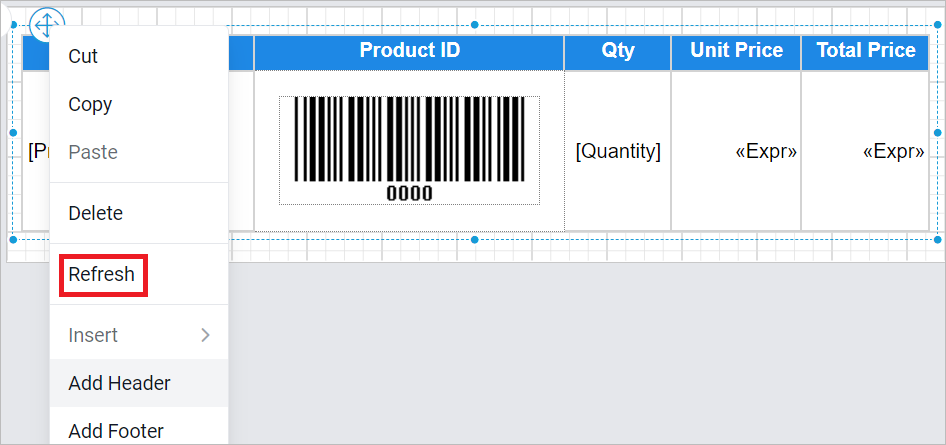 Product ID Qty Unit Price Total Price
Cut
Copy
Paste
[Pr [Quantity] «Expr» «Expr»
0000
Delete
Refresh
Insert
Add Header
Add Footer